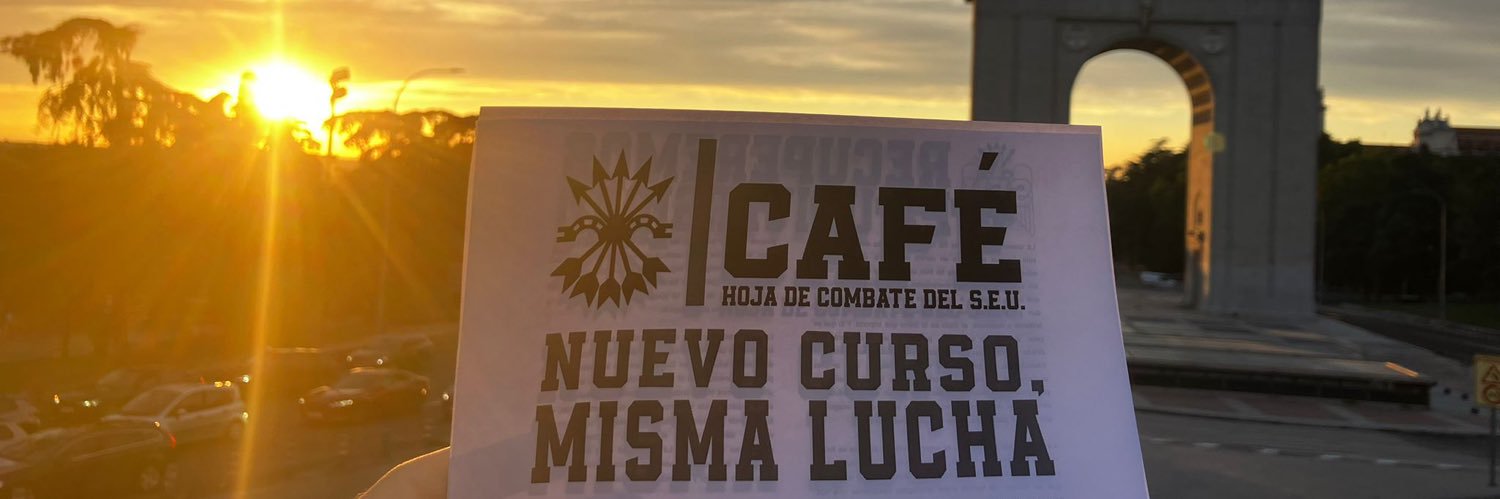 CAFÉ
HOJA DE COMBATE DEL S.E.U.
NUEVO CURSO,
MISMA LUCHA